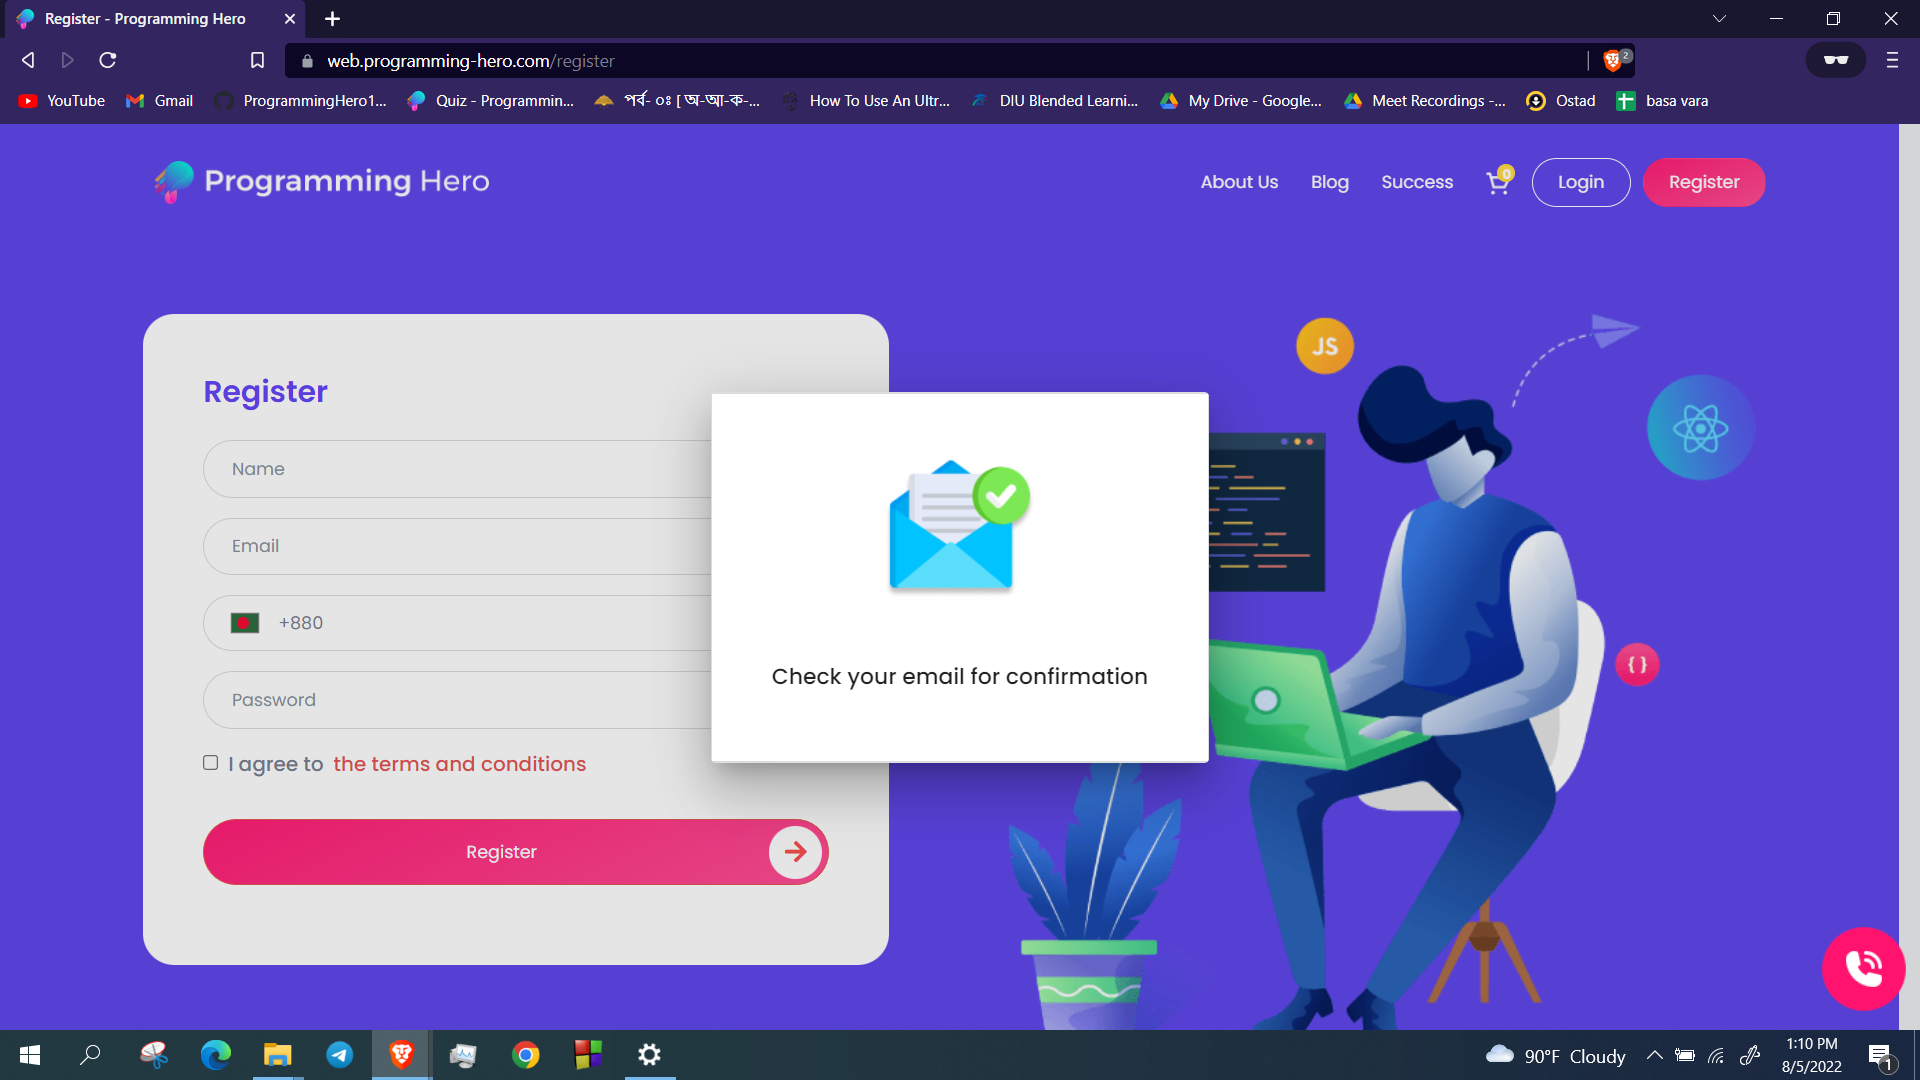 Register - Programming Hero
web.programming-hero.com/register
2
YouTube
Gmail
ProgrammingHero1...
Quiz - Programmin...
পর্ব- ০ঃ [ অ-আ-ক-...
How To Use An Ultr...
DIU Blended Learni...
My Drive - Google...
Meet Recordings -...
Ostad
basa vara
Programming Hero
About Us
Blog
Success
0
Login
Register
JS
Register
Name
Email
+880
Password
I agree to the terms and conditions
Register
Check your email for confirmation
{ }
90°F Cloudy
1:10 PM
8/5/2022
1